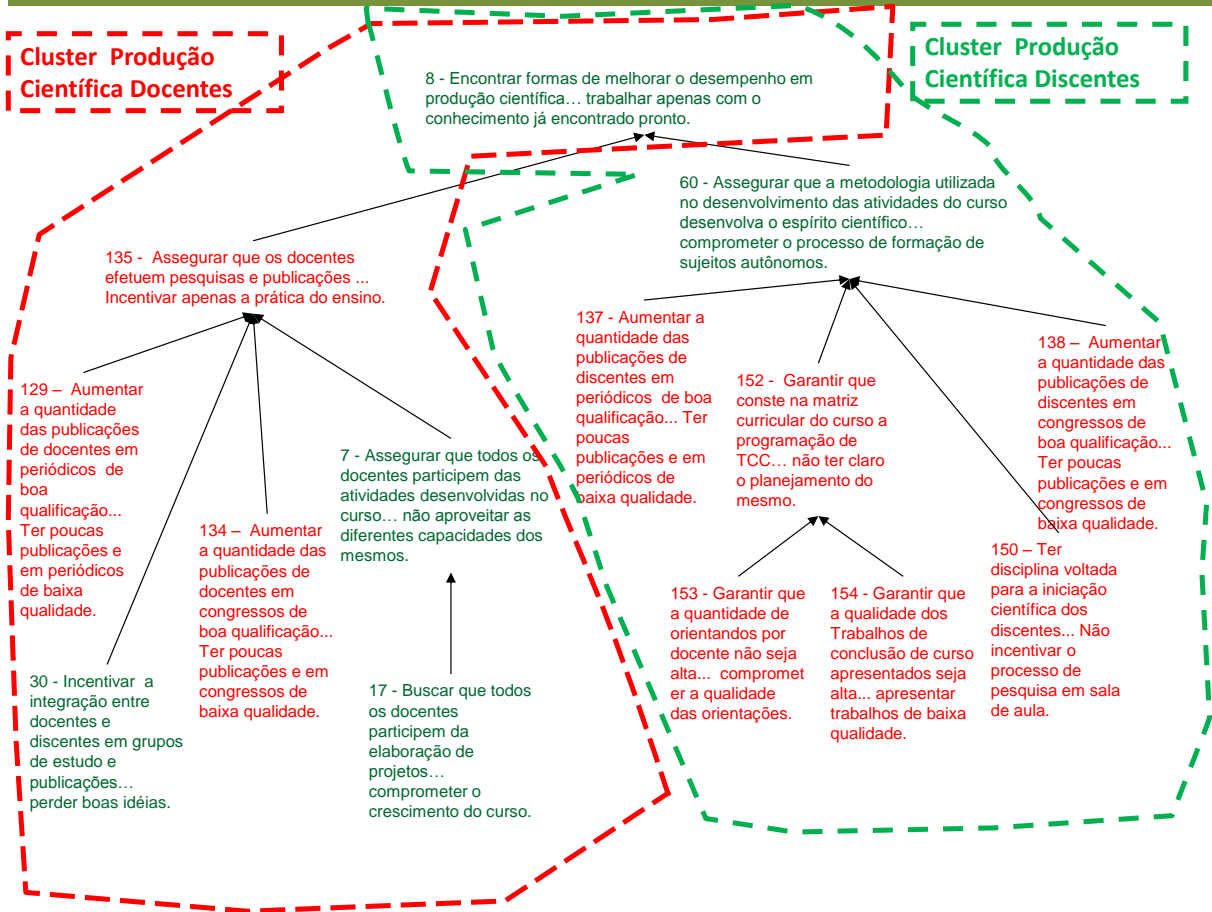 Cluster Produção
Científica Docentes
Cluster Produção
Científica Discentes
8 - Encontrar formas de melhorar o desempenho em
produção científica… trabalhar apenas com o
conhecimento já encontrado pronto.
60 - Assegurar que a metodologia utilizada
no desenvolvimento das atividades do curso
desenvolva o espírito científico…
comprometer o processo de formação de
sujeitos autônomos.
135 - Assegurar que os docentes
efetuem pesquisas e publicações ...
Incentivar apenas a prática do ensino.
129 – Aumentar
a quantidade
das publicações
de docentes em
periódicos de
boa
qualificação...
Ter poucas
publicações e
em periódicos
de baixa
qualidade.
30 - Incentivar a
integração entre
docentes e
discentes em grupos
de estudo e
publicações…
perder boas idéias.
134 – Aumentar
a quantidade das
publicações de
docentes em
congressos de
boa qualificação...
Ter poucas
publicações e em
congressos de
baixa qualidade.
7 - Assegurar que todos os
docentes participem das
atividades desenvolvidas no
curso… não aproveitar as
diferentes capacidades dos
mesmos.
17 - Buscar que todos
os docentes
participem da
elaboração de
projetos…
comprometer o
crescimento do curso.
137 - Aumentar a
quantidade das
publicações de
discentes em
periódicos de boa
qualificação... Ter
poucas
publicações e em
periódicos de
baixa qualidade.
152 - Garantir que
conste na matriz
curricular do curso a
programação de
TCC… não ter claro
o planejamento do
mesmo.
153 - Garantir que
a quantidade de
orientandos por
docente não seja
alta... compromet
er a qualidade
das orientações.
154 - Garantir que
a qualidade dos
Trabalhos de
conclusão de curso
apresentados seja
alta... apresentar
trabalhos de baixa
qualidade.
138 – Aumentar
a quantidade das
publicações de
discentes em
congressos de
boa qualificação...
Ter poucas
publicações e em
congressos de
baixa qualidade.
150 – Ter
disciplina voltada
para a iniciação
científica dos
discentes... Não
incentivar o
processo de
pesquisa em sala
de aula.